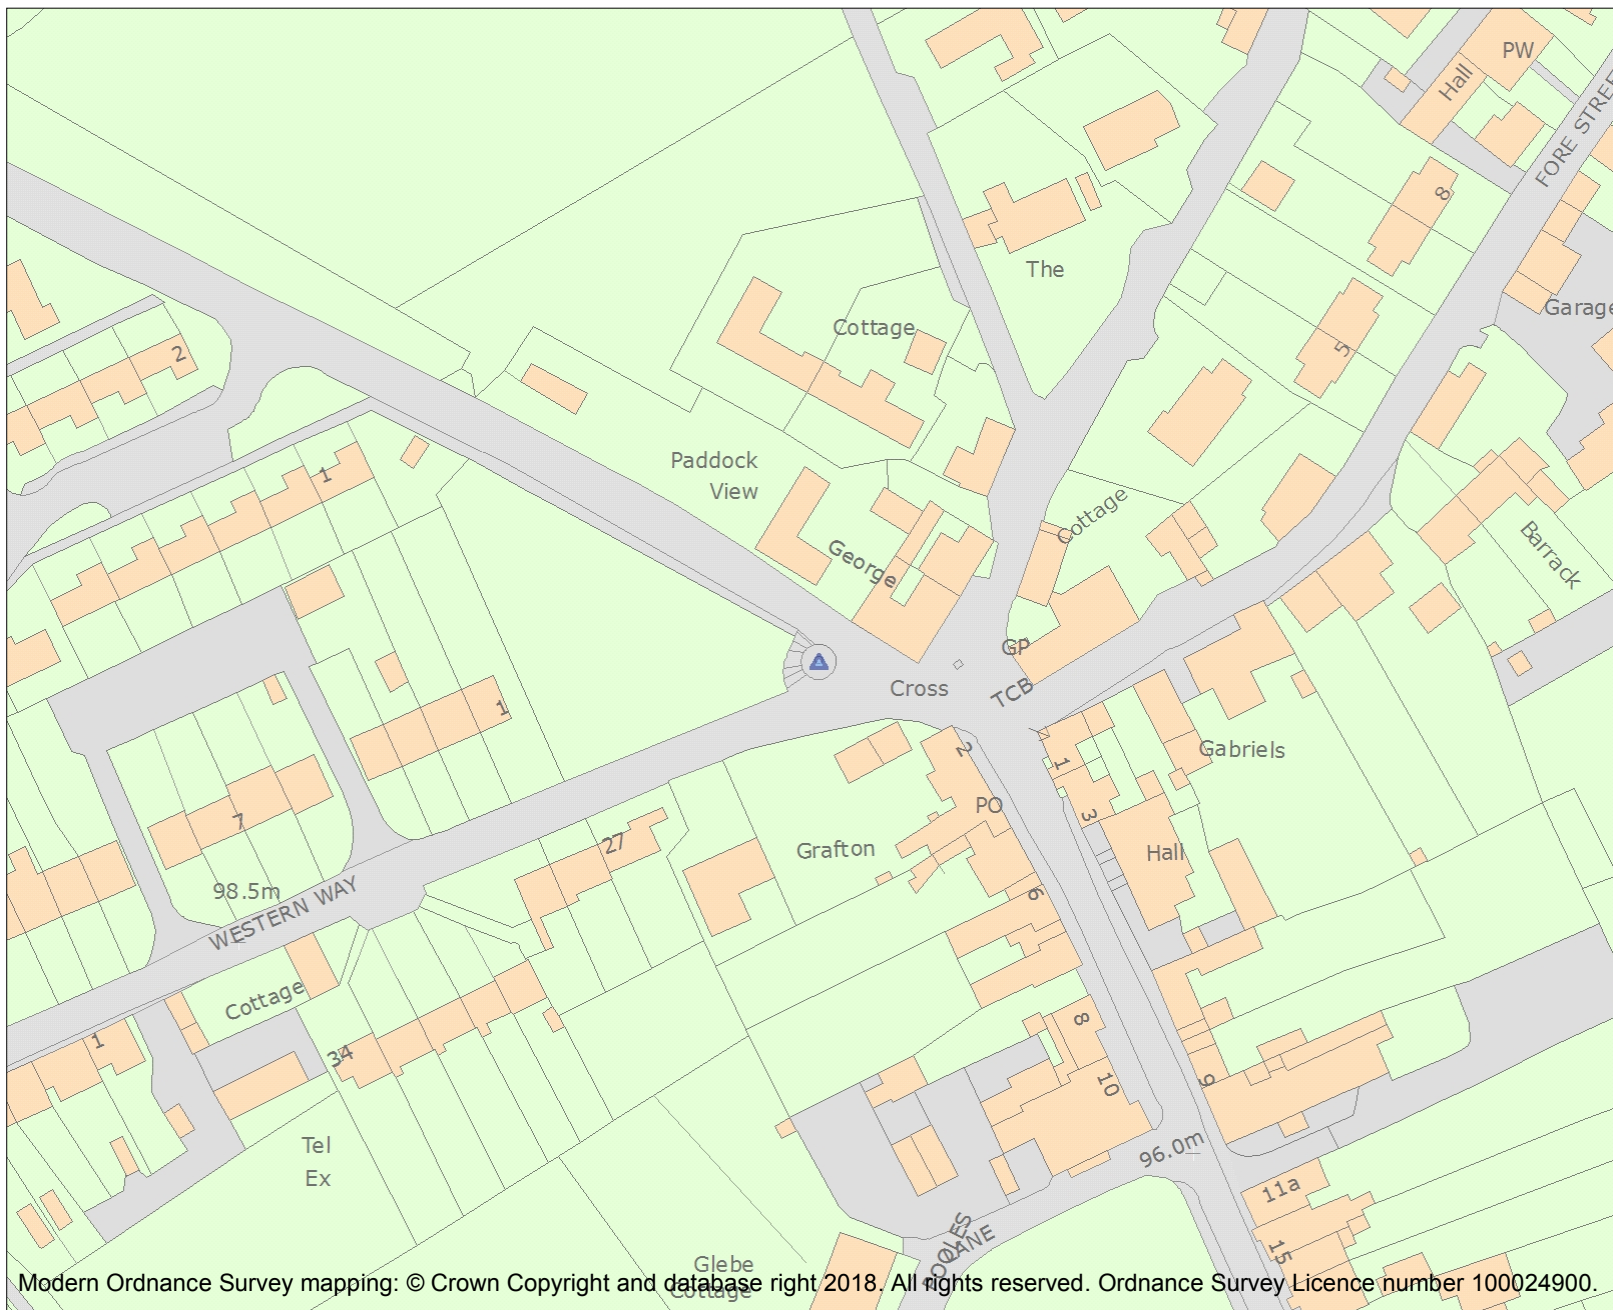 PW
Hall
FORE STREE
8
The
Garage
Cottage
2
5
Paddock
View
1
Cottage
Barrack
George
GP
Cross
TCB
1
2
Gabriels
1
PO
3
7
27
Grafton
Hall
98.5m
WESTERN WAY
6
Cottage
8
1
34
10
9
Tel
Ex
96.0m
11a
POOLES
LANE
15
Glebe
Cottage
Modern Ordnance Survey mapping: © Crown Copyright and database right 2018. All rights reserved. Ordnance Survey Licence number 100024900.